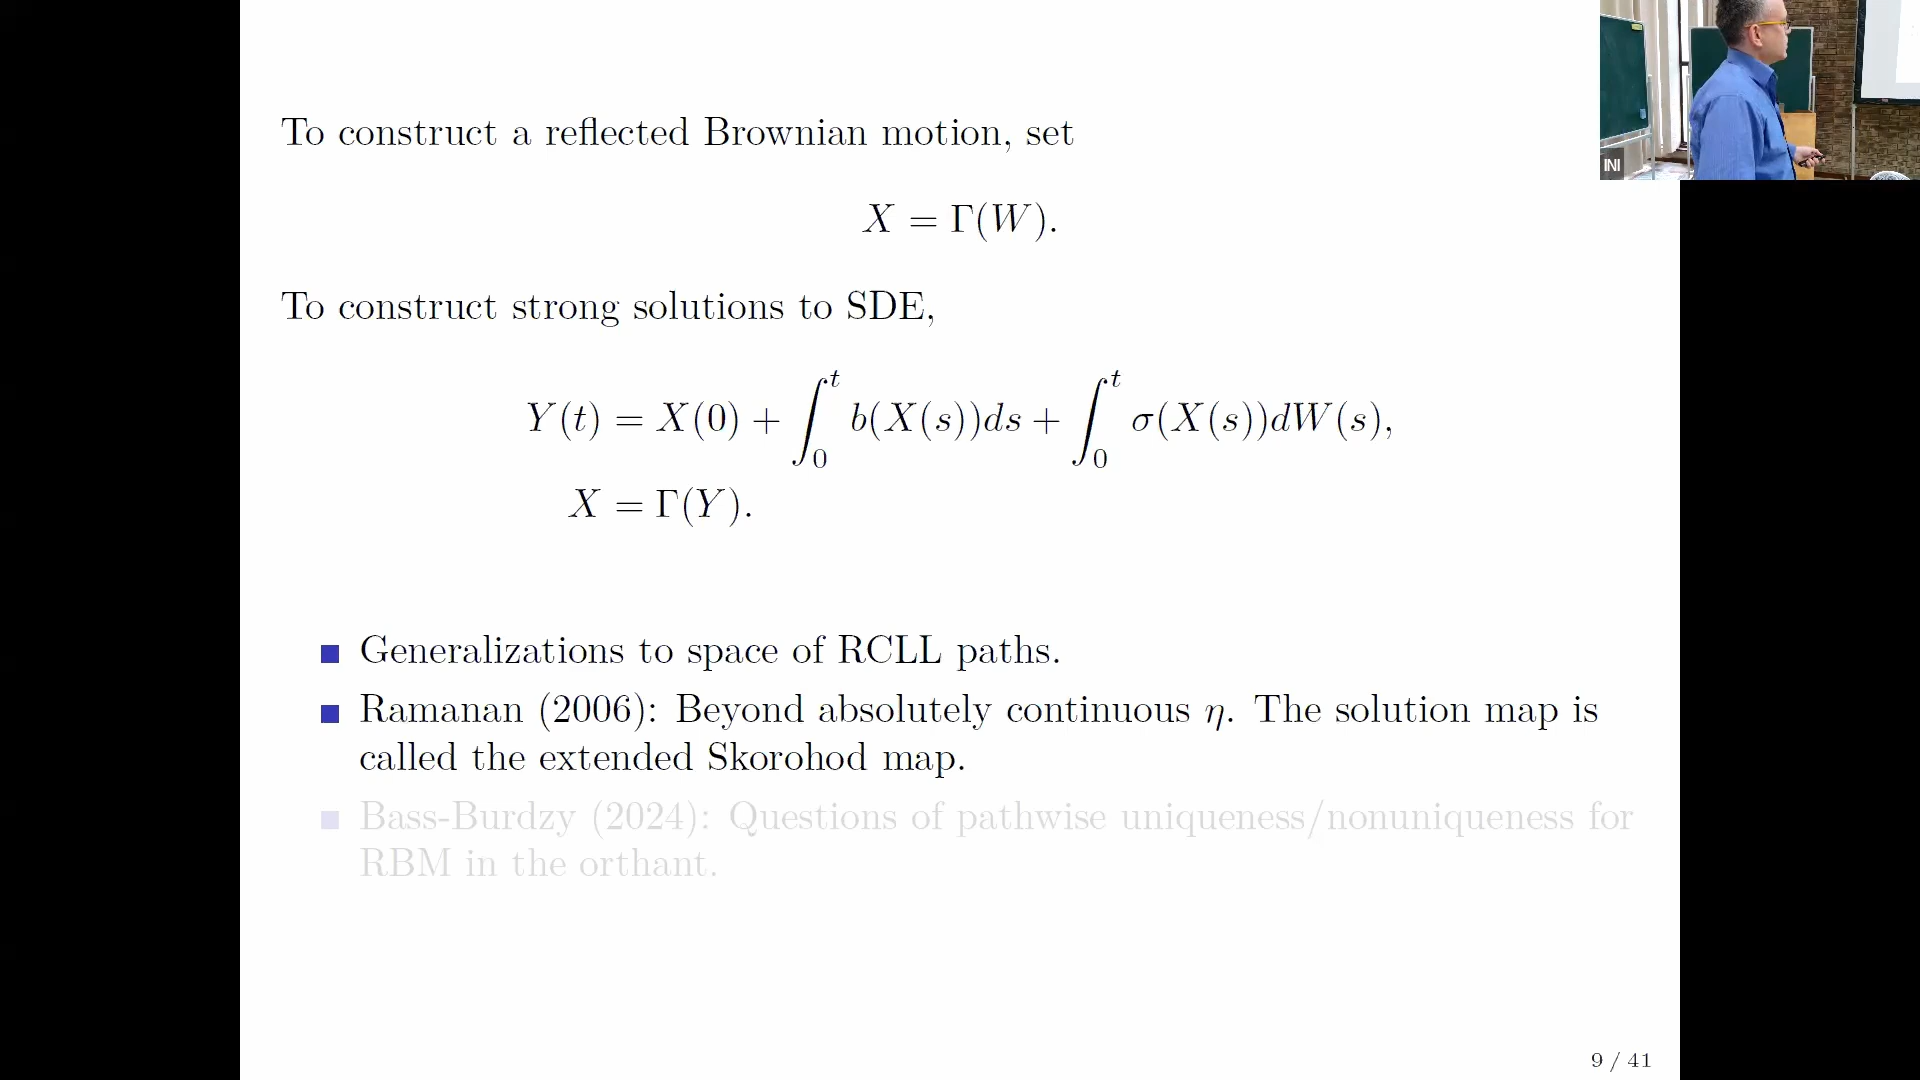 To construct a reflected Brownian motion, set
X = Γ(W).
To construct strong solutions to SDE,
Y(t) = X(0) + ∫₀ᵗ b(X(s))ds + ∫₀ᵗ σ(X(s))dW(s),
X = Γ(Y).
■ Generalizations to space of RCLL paths.
■ Ramanan (2006): Beyond absolutely continuous η. The solution map is
called the extended Skorohod map.
■ Bass-Burdzy (2024): Questions of pathwise uniqueness/nonuniqueness for
RBM in the orthant.
9 / 41
INI